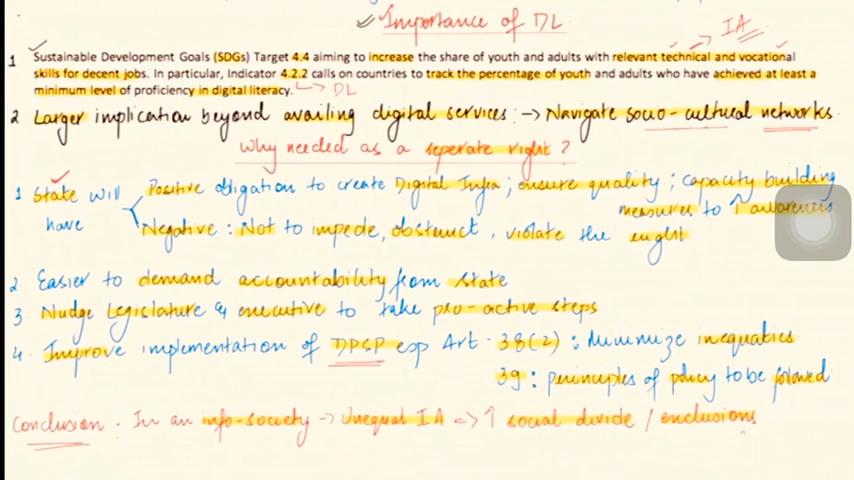 Importance of DL
IA
1 Sustainable Development Goals (SDGs) Target 4.4 aiming to increase the share of youth and adults with relevant technical and vocational
skills for decent jobs. In particular, Indicator 4.2.2 calls on countries to track the percentage of youth and adults who have achieved at least a
minimum level of proficiency in digital literacy. → DL
2 Larger implication beyond availing digital services : → Navigate socio-cultural networks
Why needed as a seperate right ?
1 State will have
Positive obligation to create Digital Infra ; ensure quality ; capacity building
measures to ↑ awareness
Negative : Not to impede, obstruct, violate the
2 Easier to demand accountability from State
3 Nudge Legislature & executive to take pro-active steps
4. Improve implementation of DPSP esp Art. 38(2) : Minimize inequalities
39 : principles of policy to be followed
Conclusion. In an info-society → Unequal IA => ↑ social divide / exclusions